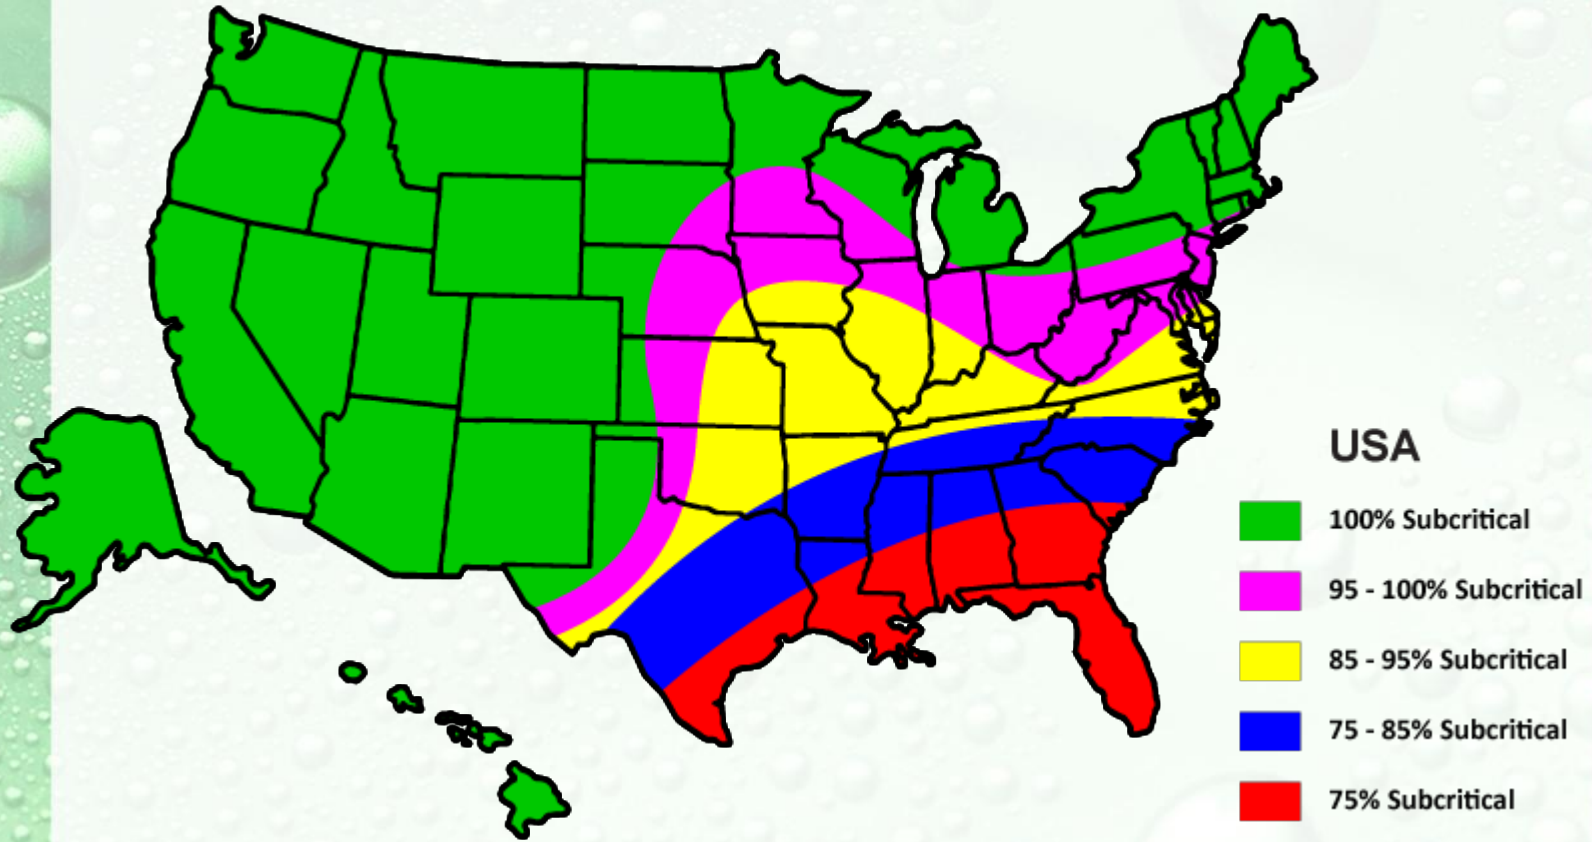 USA
100% Subcritical
95 - 100% Subcritical
85 - 95% Subcritical
75 - 85% Subcritical
75% Subcritical